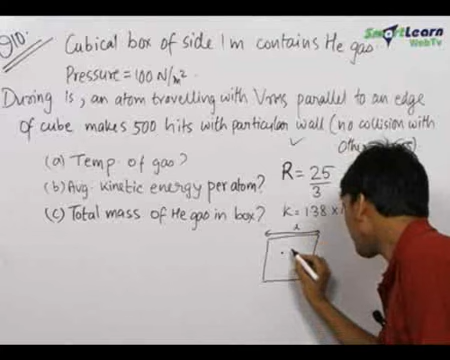 Q10.
SmartLearn
WebTv
Cubical box of side 1m contains He gas
Pressure = 100 N/m².
During 1s, an atom travelling with Vrms parallel to an edge
of cube makes 500 hits with particular wall (no collision with
(a) Temp of gas?
(b) Avg. kinetic energy per atom?
(c) Total mass of He gas in box?
R = 25/3
K = 1.38 ×